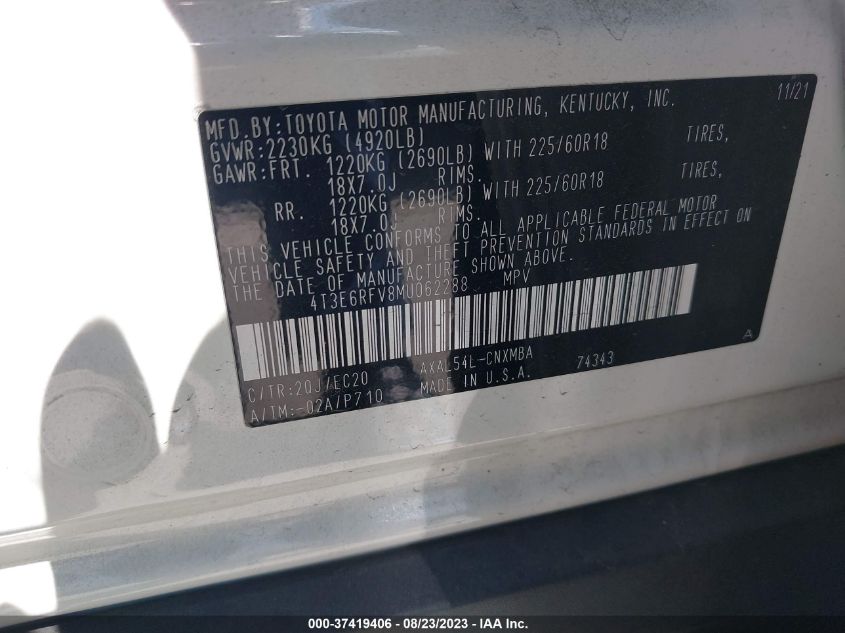 11/21
MFD.BY:TOYOTA MOTOR MANUFACTURING, KENTUCKY, INC.
GVWR:2230KG (4920LB)
GAWR:FRT. 1220KG (2690LB) WITH 225/60R18 TIRES,
18X7.0J RIMS.
RR. 1220KG (2690LB) WITH 225/60R18 TIRES,
18X7.0J RIMS.
THIS VEHICLE CONFORMS TO ALL APPLICABLE FEDERAL MOTOR
VEHICLE SAFETY AND THEFT PREVENTION STANDARDS IN EFFECT ON
THE DATE OF MANUFACTURE SHOWN ABOVE.
4T3E6RFV8MU062288 MPV
A
C/TR:2QJ/EC20 AXAL54L-CNXMBA 74343
A/TM:-02A/P710 MADE IN U.S.A.
000-37419406 - 08/23/2023 - IAA Inc.